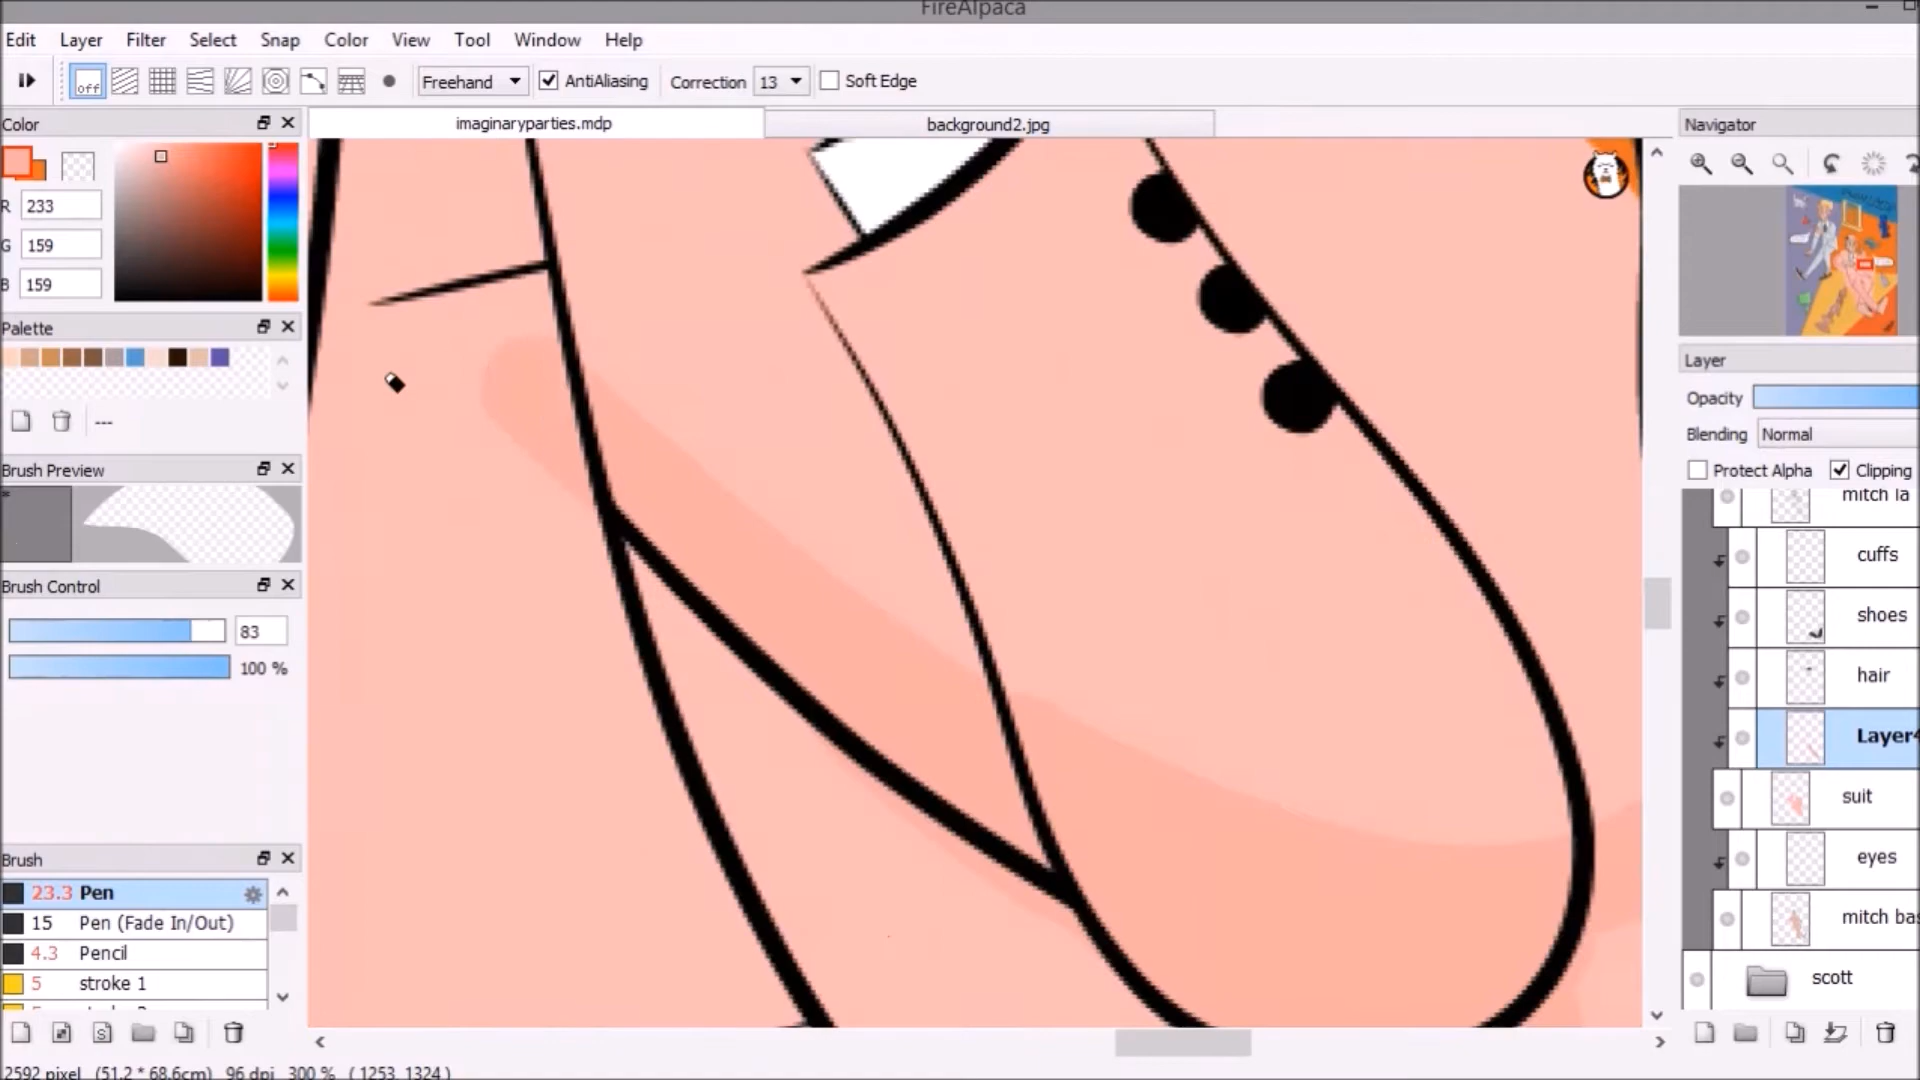 FireAlpaca
Edit Layer Filter Select Snap Color View Tool Window Help
off Freehand AntiAliasing Correction 13 Soft Edge
Color
imaginaryparties.mdp
background2.jpg
Navigator
R 233
G 159
B 159
Palette
---
Brush Preview
Brush Control
83
100 %
Brush
23.3 Pen
15 Pen (Fade In/Out)
4.3 Pencil
5 stroke 1
Layer
Opacity
Blending Normal
Protect Alpha Clipping
mitch la
cuffs
shoes
hair
Layer4
suit
eyes
mitch bas
scott
2592 pixel (51.2 * 68.6cm) 96 dpi 300 % ( 1253, 1324 )